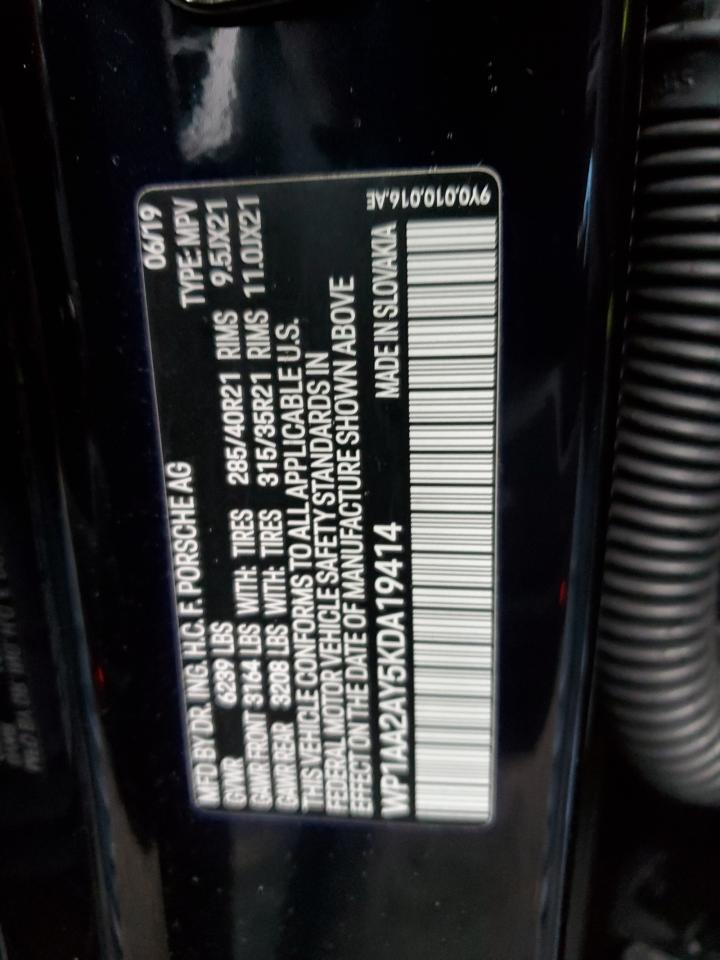 MFD BY DR. ING. H.C. F. PORSCHE AG 06/19
GVWR 6239 LBS TYPE: MPV
GAWR FRONT 3164 LBS WITH: TIRES 285/40R21 RIMS 9.5JX21
GAWR REAR 3208 LBS WITH: TIRES 315/35R21 RIMS 11.0JX21
THIS VEHICLE CONFORMS TO ALL APPLICABLE U.S.
FEDERAL MOTOR VEHICLE SAFETY STANDARDS IN
EFFECT ON THE DATE OF MANUFACTURE SHOWN ABOVE
WP1AA2AY5KDA19414 MADE IN SLOVAKIA
9Y0.010.016.AE